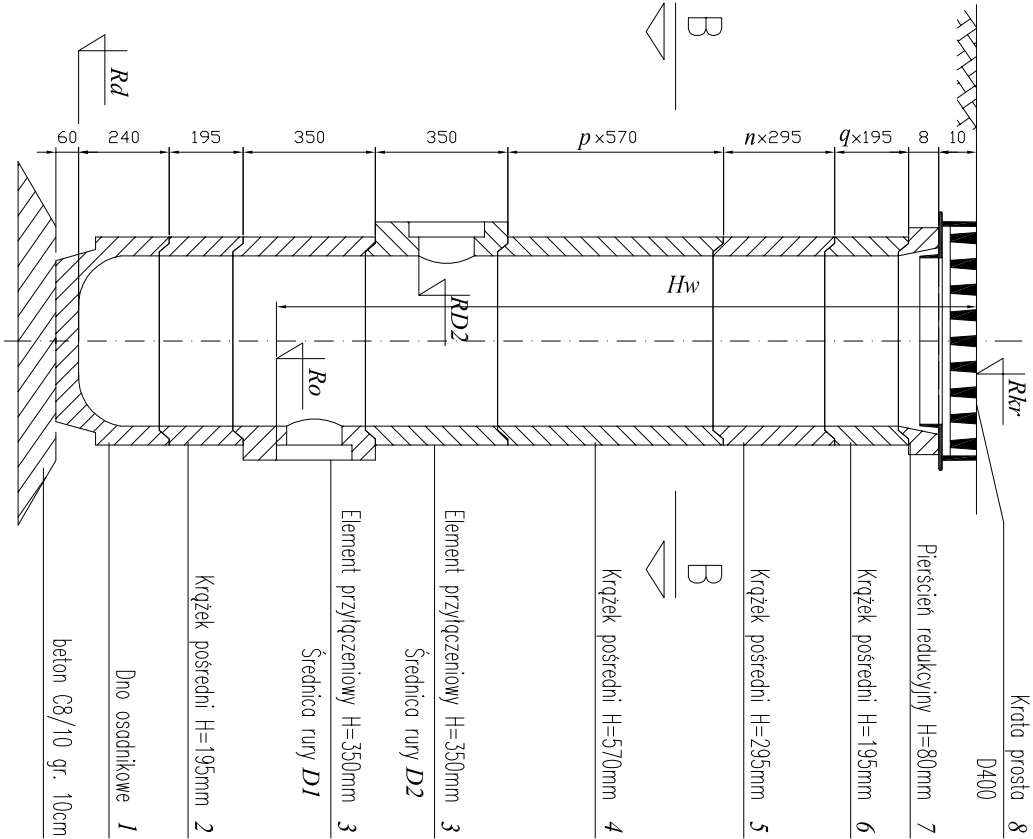 B
B
Rd
60
240
195
350
350
p×570
n×295
q×195
8
10
Hw
RD2
Ro
Rkr
Krata prosta 8
D400
Pierścień redukcyjny H=80mm 7
Krążek pośredni H=195mm 6
Krążek pośredni H=295mm 5
Krążek pośredni H=570mm 4
Element przyłączeniowy H=350mm 3
Średnica rury D2
Element przyłączeniowy H=350mm 3
Średnica rury D1
Krążek pośredni H=195mm 2
Dno osadnikowe 1
beton C8/10 gr. 10cm